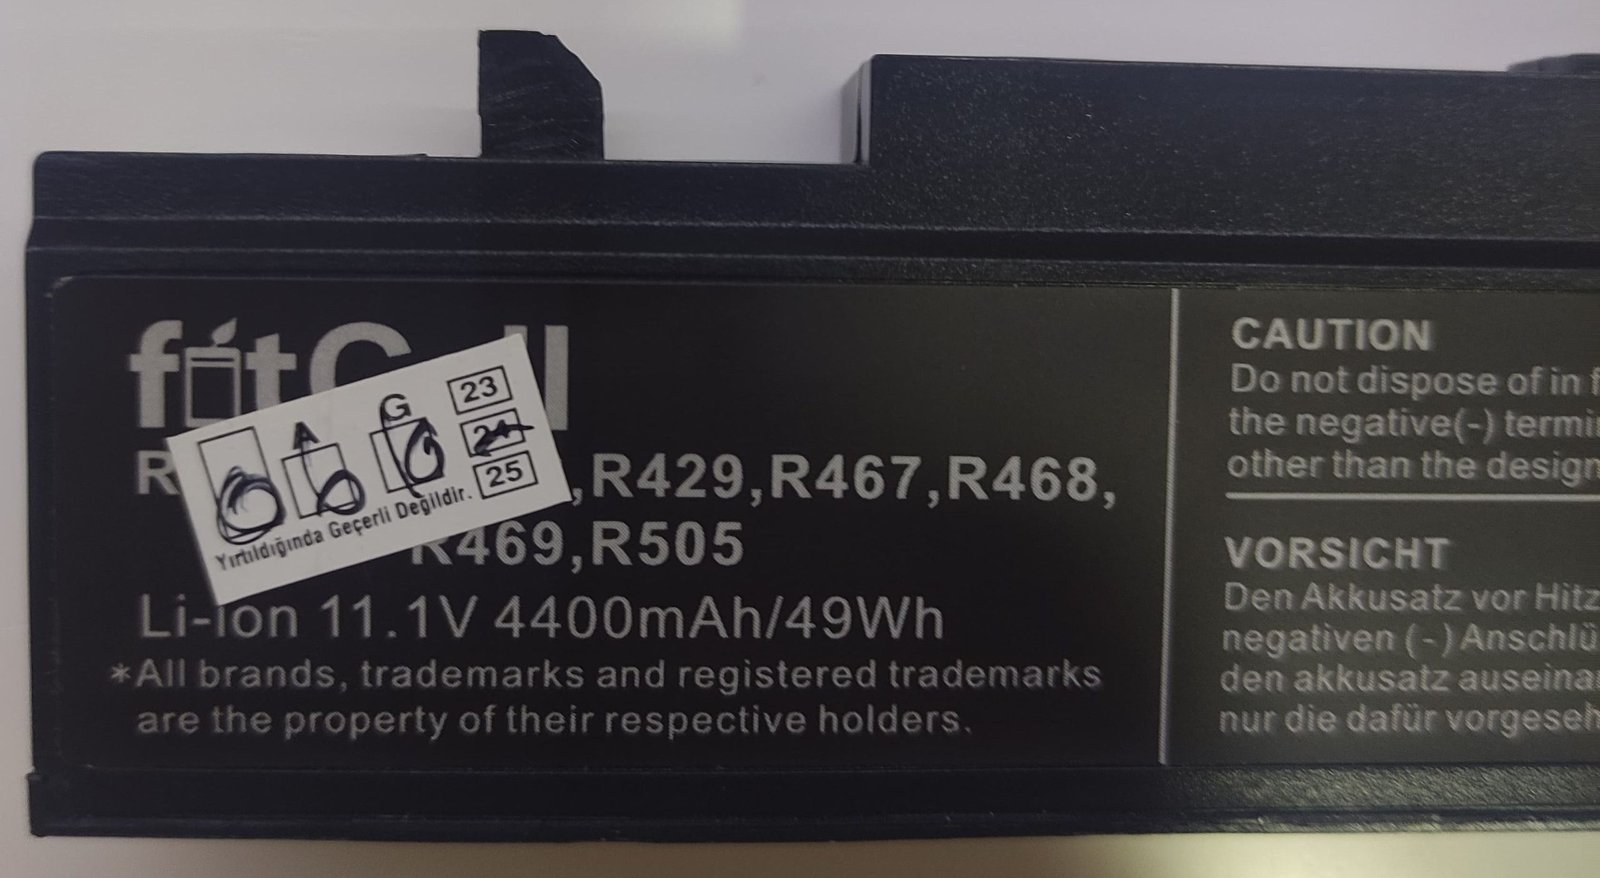 R429,R467,R468,
R469,R505
Li-Ion 11.1V 4400mAh/49Wh
*All brands, trademarks and registered trademarks
are the property of their respective holders.
A G 23
24
25
Yırtıldığında Geçerli Değildir.
CAUTION
Do not dispose of in f
the negative(-) termi
other than the design
VORSICHT
Den Akkusatz vor Hitz
negativen (-) Anschlü
den akkusatz auseina
nur die dafür vorgeseh